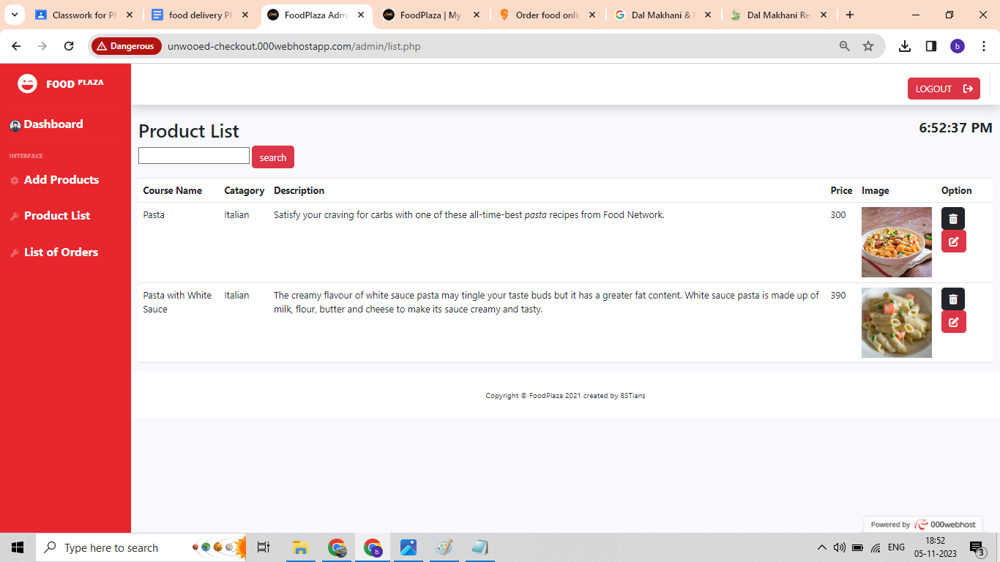 Classwork for PH
food delivery PH
FoodPlaza Admi
FoodPlaza | My
Order food onlin
Dal Makhani &
Dal Makhani Re
Dangerous
unwooed-checkout.000webhostapp.com/admin/list.php
b
FOOD PLAZA
LOGOUT
Dashboard
Product List
6:52:37 PM
search
INTERFACE
Add Products
Product List
List of Orders
Course Name Catagory Description Price Image Option
Pasta Italian Satisfy your craving for carbs with one of these all-time-best pasta recipes from Food Network. 300
Pasta with White Italian The creamy flavour of white sauce pasta may tingle your taste buds but it has a greater fat content. White sauce pasta is made up of 390
Sauce milk, flour, butter and cheese to make its sauce creamy and tasty.
Copyright © FoodPlaza 2021 created by BSTians
Powered by 000webhost
Type here to search
b
ENG
18:52
05-11-2023
3